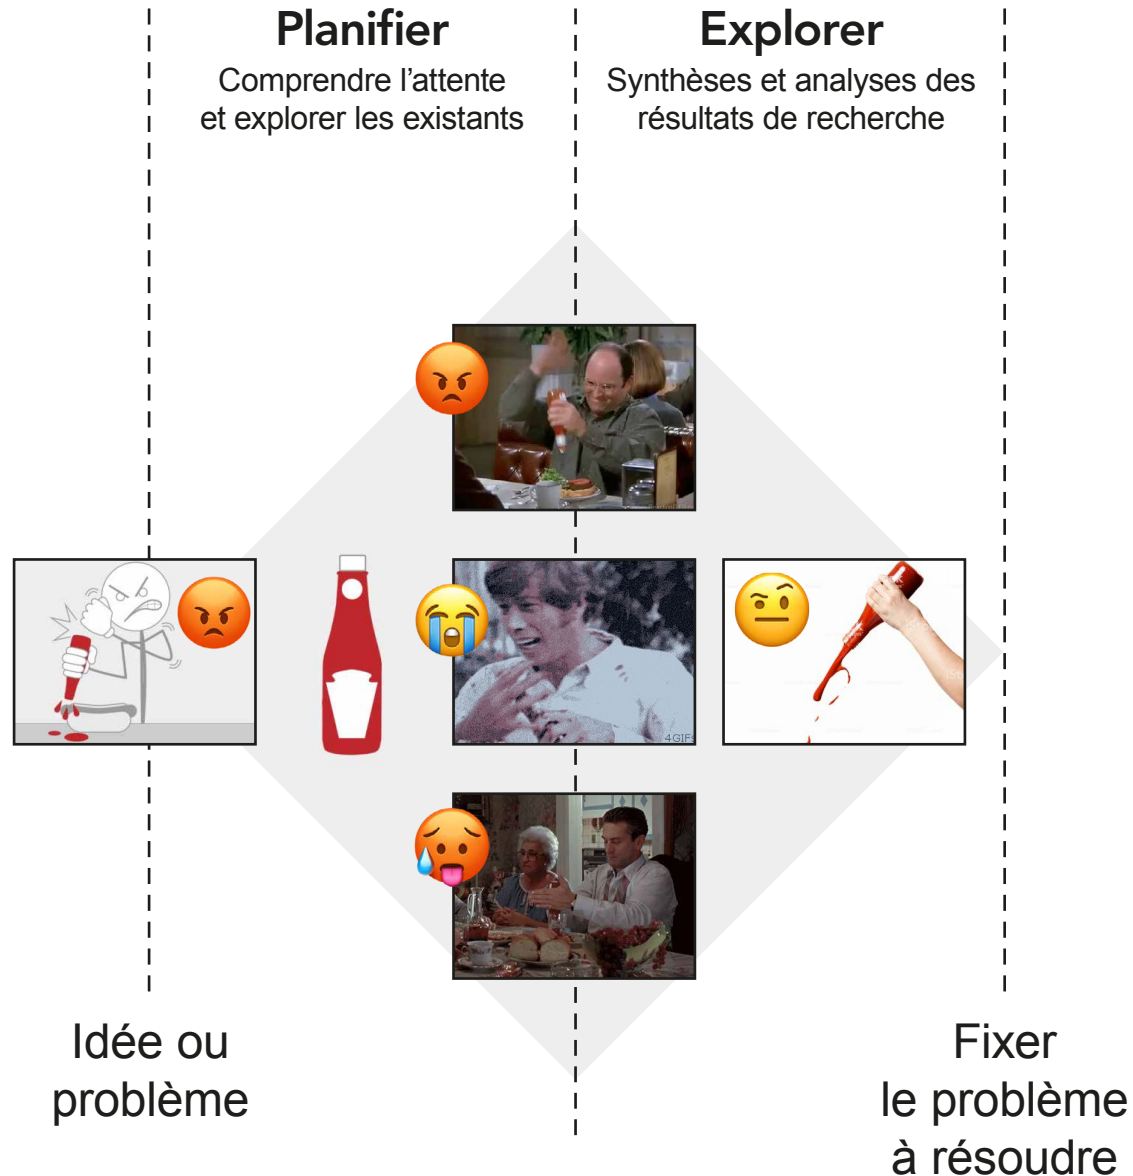 Planifier
Comprendre l’attente
et explorer les existants
Explorer
Synthèses et analyses des
résultats de recherche
4GIFs
Idée ou
problème
Fixer
le problème
à résoudre